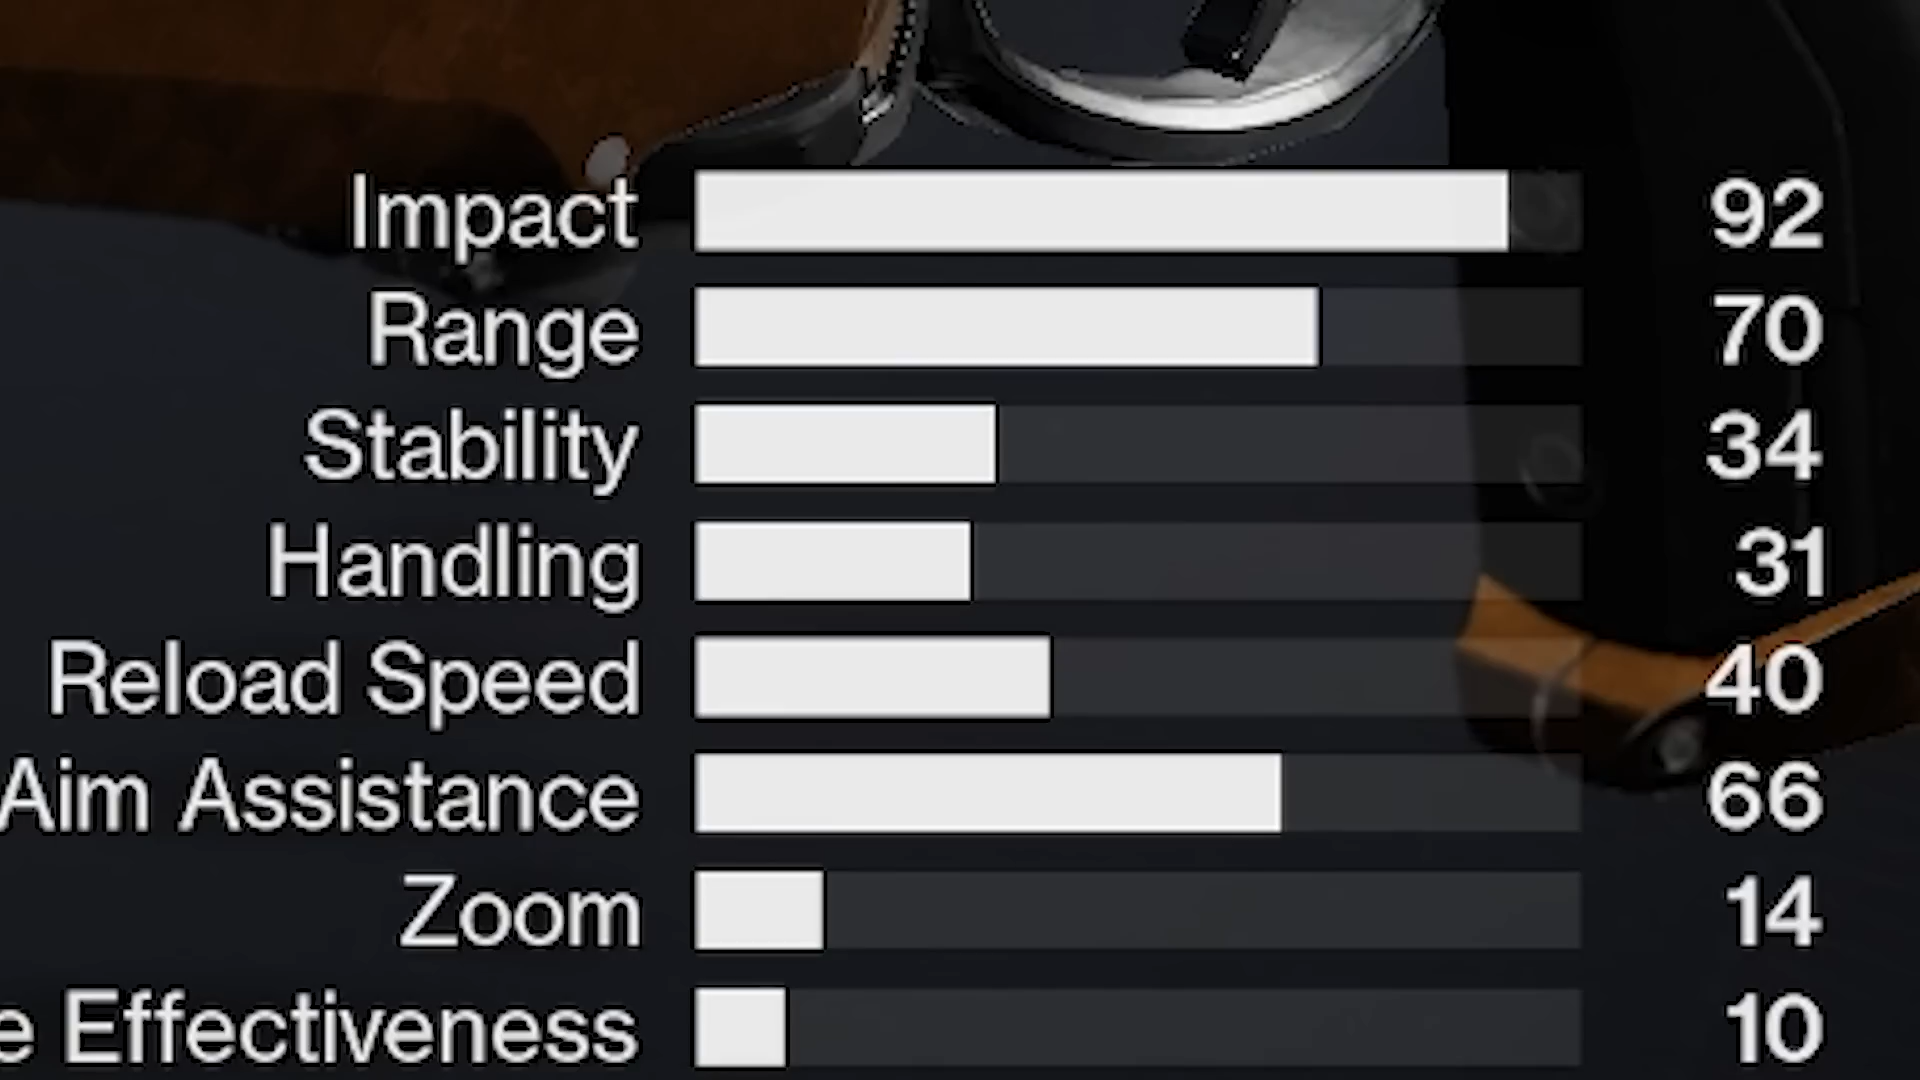 Impact 92
Range 70
Stability 34
Handling 31
Reload Speed 40
Aim Assistance 66
Zoom 14
e Effectiveness 10